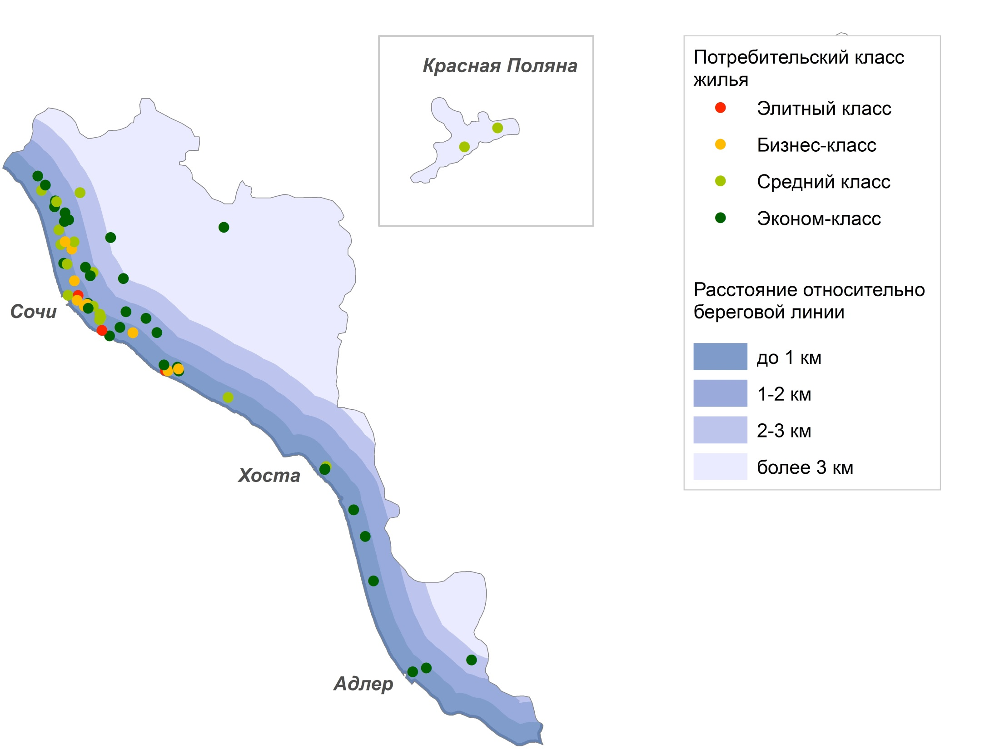 Красная Поляна
Сочи
Хоста
Адлер
Потребительский класс
жилья
Элитный класс
Бизнес-класс
Средний класс
Эконом-класс
Расстояние относительно
береговой линии
до 1 км
1-2 км
2-3 км
более 3 км